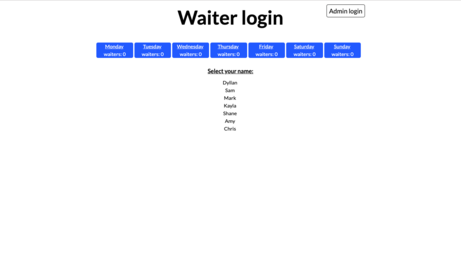 Waiter login
Admin login
Monday Tuesday Wednesday Thursday Friday Saturday Sunday
waiters: 0 waiters: 0 waiters: 0 waiters: 0 waiters: 0 waiters: 0 waiters: 0
Select your name:
Dyllan
Sam
Mark
Kayla
Shane
Amy
Chris